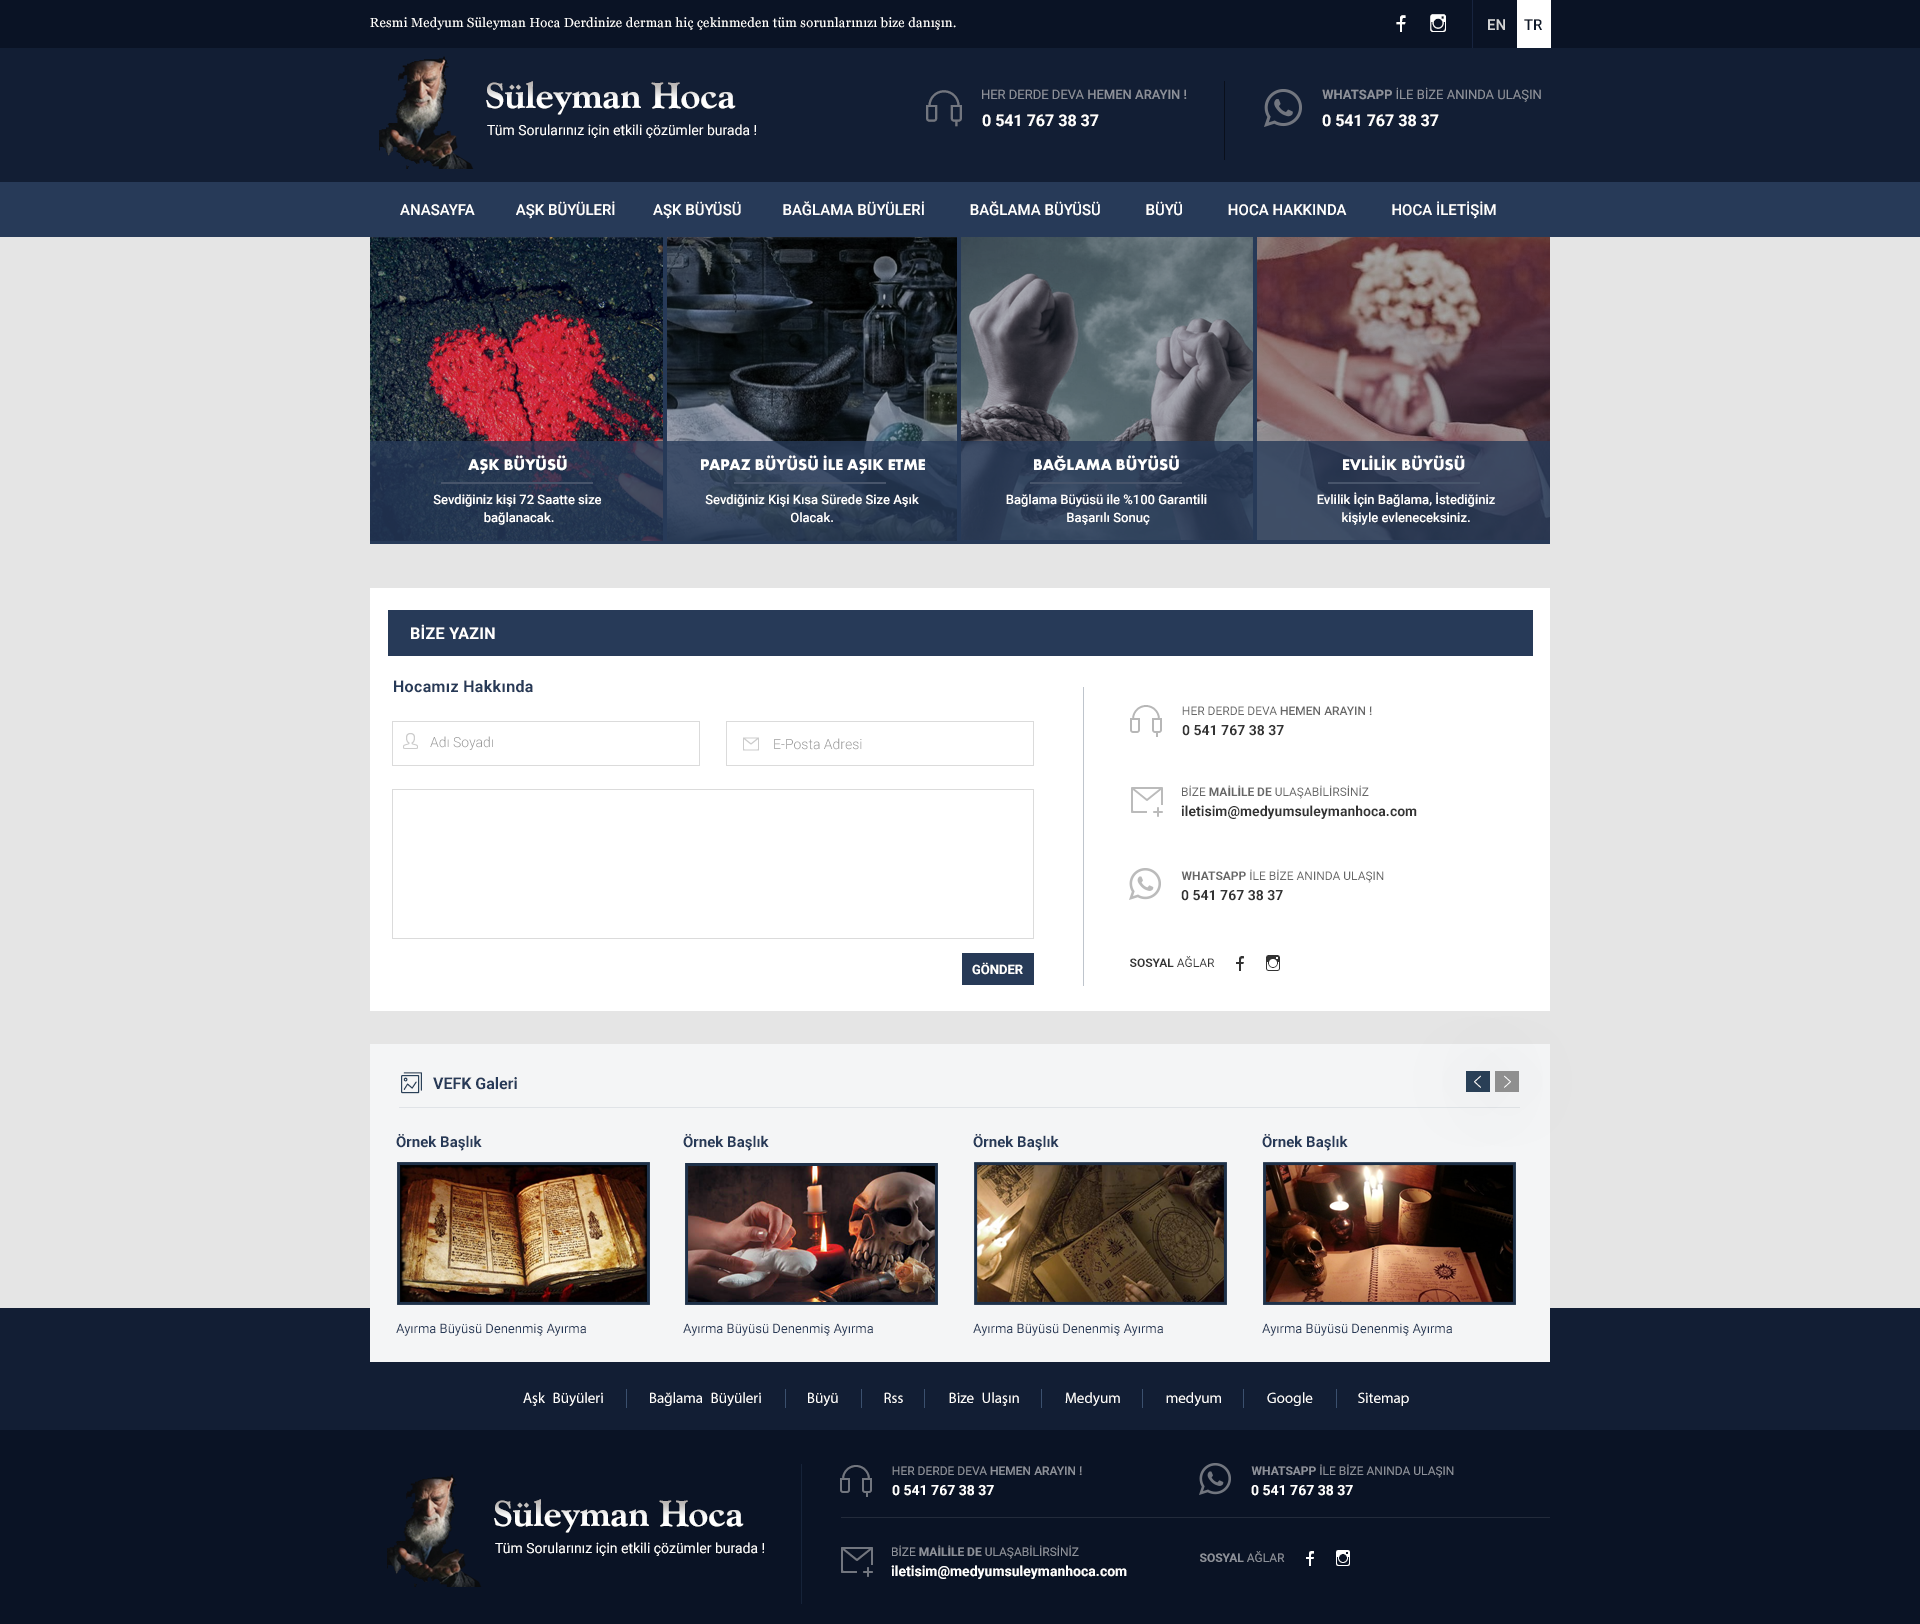 Resmi Medyum Süleyman Hoca Derdinize derman hiç çekinmeden tüm sorunlarınızı bize danışın.
EN
TR
Süleyman Hoca
Tüm Sorularınız için etkili çözümler burada !
HER DERDE DEVA HEMEN ARAYIN !
0 541 767 38 37
WHATSAPP İLE BİZE ANINDA ULAŞIN
0 541 767 38 37
ANASAYFA
AŞK BÜYÜLERİ
AŞK BÜYÜSÜ
BAĞLAMA BÜYÜLERİ
BAĞLAMA BÜYÜSÜ
BÜYÜ
HOCA HAKKINDA
HOCA İLETİŞİM
AŞK BÜYÜSÜ
Sevdiğiniz kişi 72 Saatte size
bağlanacak.
PAPAZ BÜYÜSÜ İLE AŞIK ETME
Sevdiğiniz Kişi Kısa Sürede Size Aşık
Olacak.
BAĞLAMA BÜYÜSÜ
Bağlama Büyüsü ile %100 Garantili
Başarılı Sonuç
EVLİLİK BÜYÜSÜ
Evlilik İçin Bağlama, İstediğiniz
kişiyle evleneceksiniz.
BİZE YAZIN
Hocamız Hakkında
Adı Soyadı
E-Posta Adresi
GÖNDER
HER DERDE DEVA HEMEN ARAYIN !
0 541 767 38 37
BİZE MAİLİLE DE ULAŞABİLİRSİNİZ
iletisim@medyumsuleymanhoca.com
WHATSAPP İLE BİZE ANINDA ULAŞIN
0 541 767 38 37
SOSYAL AĞLAR
VEFK Galeri
Örnek Başlık
Örnek Başlık
Örnek Başlık
Örnek Başlık
Ayırma Büyüsü Denenmiş Ayırma
Ayırma Büyüsü Denenmiş Ayırma
Ayırma Büyüsü Denenmiş Ayırma
Ayırma Büyüsü Denenmiş Ayırma
Aşk Büyüleri
Bağlama Büyüleri
Büyü
Rss
Bize Ulaşın
Medyum
medyum
Google
Sitemap
Süleyman Hoca
Tüm Sorularınız için etkili çözümler burada !
HER DERDE DEVA HEMEN ARAYIN !
0 541 767 38 37
WHATSAPP İLE BİZE ANINDA ULAŞIN
0 541 767 38 37
BİZE MAİLİLE DE ULAŞABİLİRSİNİZ
iletisim@medyumsuleymanhoca.com
SOSYAL AĞLAR